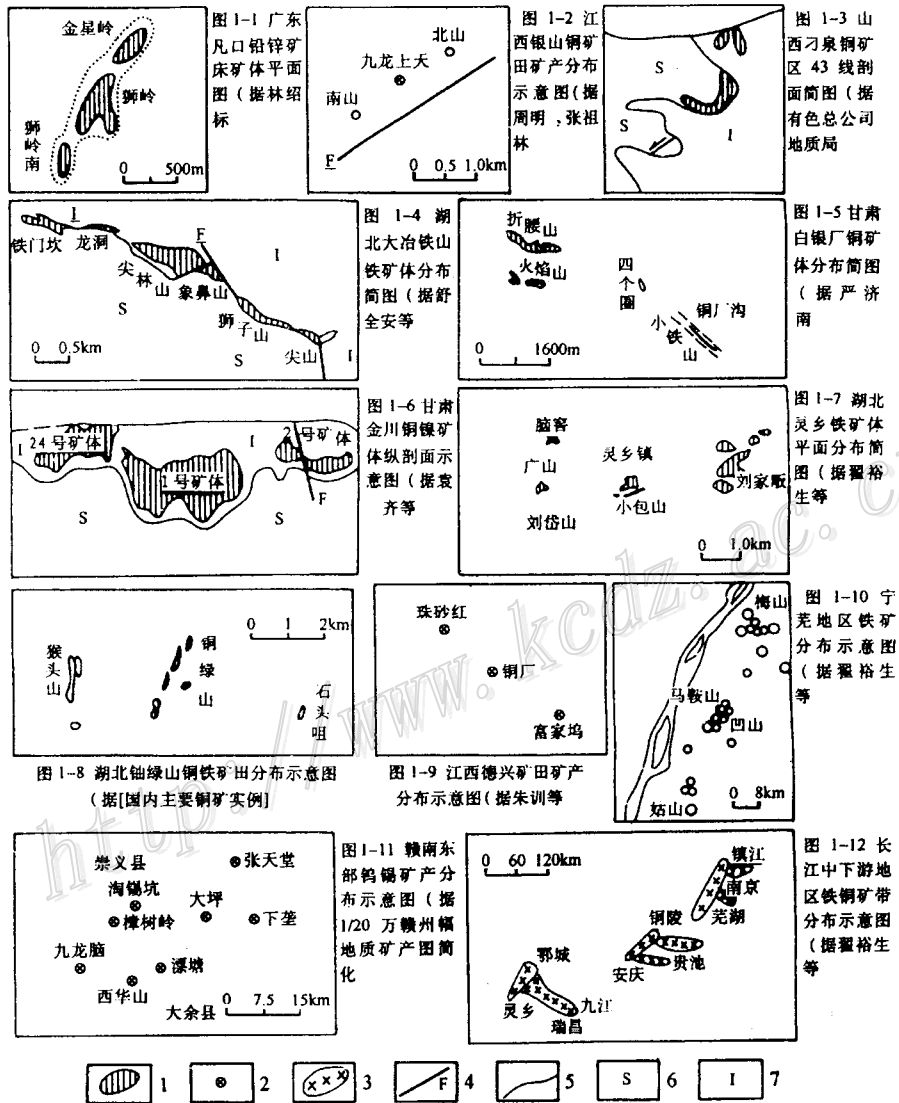 金星岭
狮岭
狮岭南
0 500m
图 1-1 广东
凡口铅锌矿
床矿体平面
图（据林绍
标
北山
九龙上天
南山
F
0 0.5 1.0km
图 1-2 江
西银山铜矿
田矿产分布
示意图（据
周明，张祖
林
S
S
I
图 1-3 山
西刁泉铜矿
区 43 线剖
面简图（据
有色总公司
地质局
I
F
I
铁门坎
龙洞
尖林山
象鼻山
S
狮子山
S
尖山
I
0 0.5km
图 1-4 湖
北大冶铁山
铁矿体分布
简图（据舒
全安等
折腰山
火焰山
四个圈
铜厂沟
小铁山
0 1600m
图 1-5 甘肃
白银厂铜矿
体分布简图
（据严济
南
I
24 号矿体
I
2 号矿体
1 号矿体
S
S
F
图 1-6 甘肃
金川铜镍矿
体纵剖面示
意图（据袁
齐等
脑窖
广山
灵乡镇
刘家畈
刘岱山
小包山
0 1.0km
图 1-7 湖北
灵乡铁矿体
平面分布简
图（据翟裕
生等
猴头山
铜绿山
石头咀
0 1 2km
图 1-8 湖北铀绿山铜铁矿田分布示意图
（据[国内主要铜矿实例]
珠砂红
铜厂
富家坞
图 1-9 江西德兴矿田矿产
分布示意图（据朱训等
梅山
马鞍山
凹山
姑山
0 8km
图 1-10 宁
芜地区铁矿
分布示意图
（据翟裕生
等
崇义县
张天堂
淘锡坑
大坪
樟树岭
下垄
九龙脑
漂塘
西华山
大余县
0 7.5 15km
图 1-11 赣南东
部钨锡矿产分
布示意图（据
1/20 万赣州幅
地质矿产图简
化
0 60 120km
镇江
南京
芜湖
铜陵
贵池
安庆
鄂城
灵乡
九江
瑞昌
图 1-12 长
江中下游地
区铁铜矿带
分布示意图
（据翟裕生
等
1
2
3
F 4
5
S 6
I 7
http://www.kcdz.ac.c